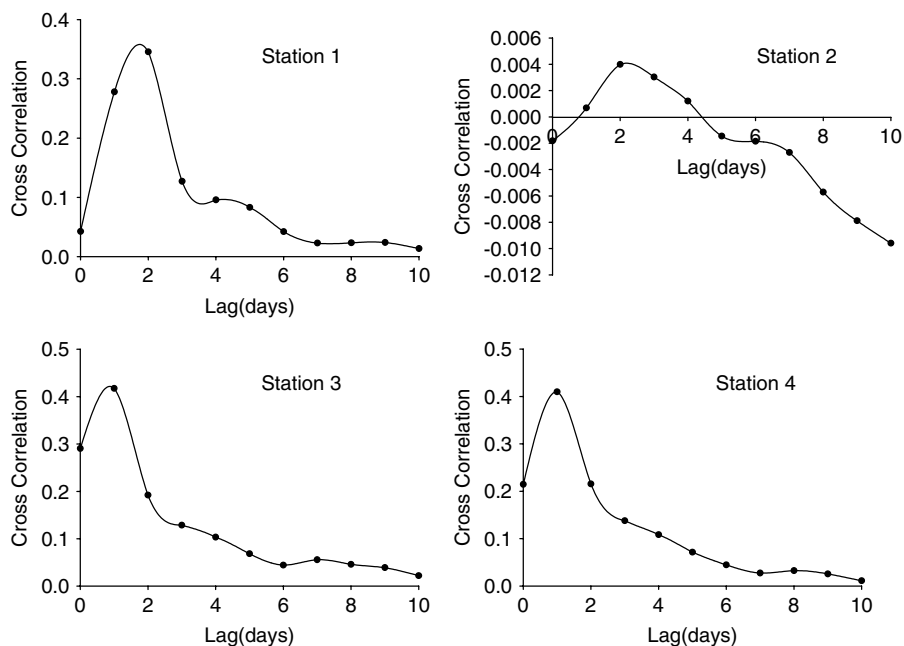 Station 1
Cross Correlation
0.4
0.3
0.2
0.1
0.0
0 2 4 6 8 10
Lag(days)
Station 2
Cross Correlation
0.006
0.004
0.002
0.000
-0.002
-0.004
-0.006
-0.008
-0.010
-0.012
0 2 4 6 8 10
Lag(days)
Station 3
Cross Correlation
0.5
0.4
0.3
0.2
0.1
0.0
0 2 4 6 8 10
Lag(days)
Station 4
Cross Correlation
0.5
0.4
0.3
0.2
0.1
0.0
0 2 4 6 8 10
Lag(days)